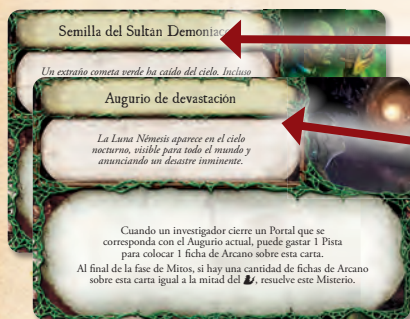 Semilla del Sultán Demoníaco
Un extraño cometa verde ha caído del cielo. Incluso
Augurio de devastación
La Luna Némesis aparece en el cielo
nocturno, visible para todo el mundo y
anunciando un desastre inminente.
Cuando un investigador cierre un Portal que se
corresponda con el Augurio actual, puede gastar 1 Pista
para colocar 1 ficha de Arcano sobre esta carta.
Al final de la fase de Mitos, si hay una cantidad de fichas de Arcano
sobre esta carta igual a la mitad del , resuelve este Misterio.